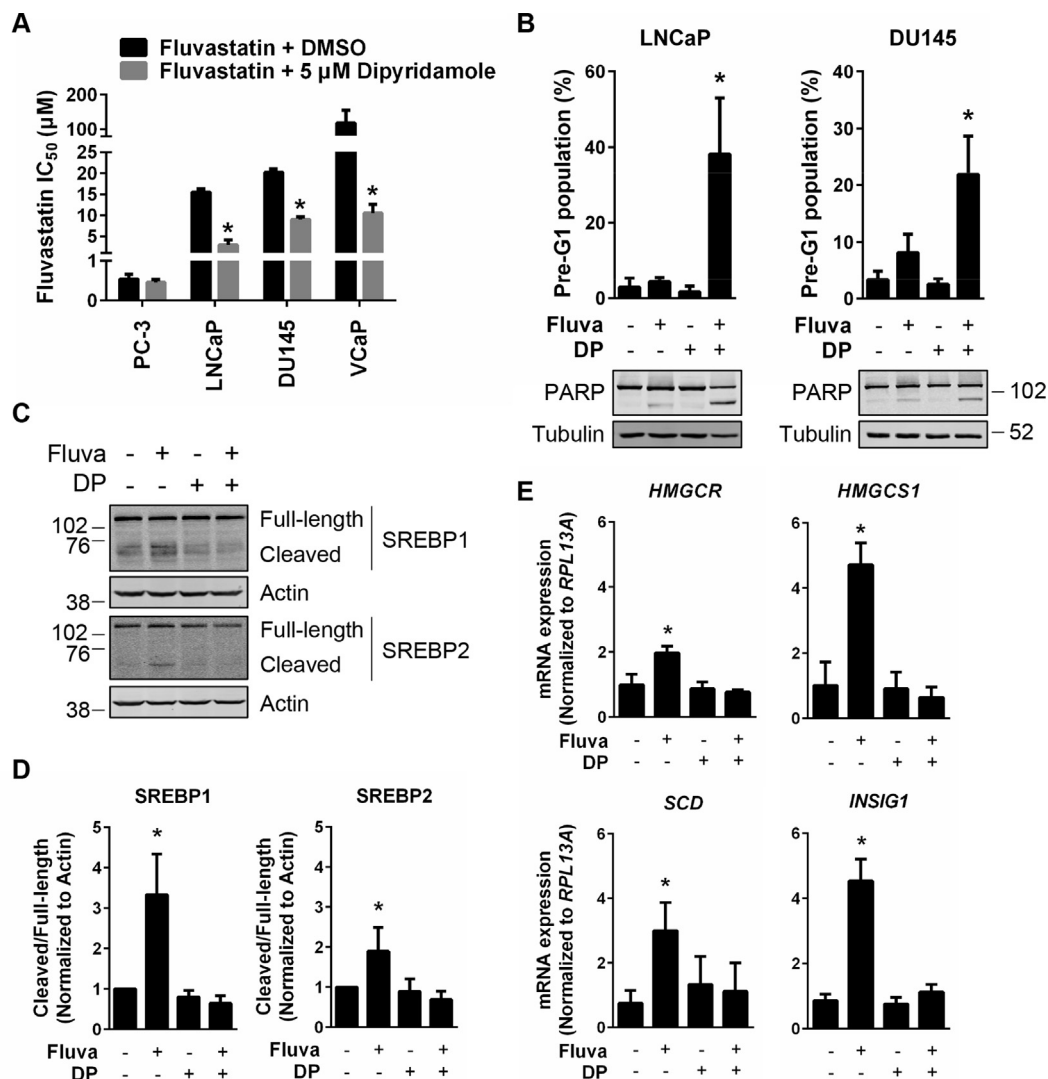 A
Fluvastatin + DMSO
Fluvastatin + 5 μM Dipyridamole
Fluvastatin IC50 (μM)
200
100
25
20
15
10
5
1
0
PC-3
LNCaP
DU145
VCaP
*
*
*
B
LNCaP
Pre-G1 population (%)
60
40
20
0
*
Fluva - + - +
DP - - + +
PARP
Tubulin
DU145
Pre-G1 population (%)
40
30
20
10
0
*
Fluva - + - +
DP - - + +
PARP
102
Tubulin
52
C
Fluva - + - +
DP - - + +
102
76
Full-length
Cleaved
SREBP1
38
Actin
102
76
Full-length
Cleaved
SREBP2
38
Actin
D
SREBP1
Cleaved/Full-length
(Normalized to Actin)
5
4
3
2
1
0
*
Fluva - + - +
DP - - + +
SREBP2
Cleaved/Full-length
(Normalized to Actin)
5
4
3
2
1
0
*
Fluva - + - +
DP - - + +
E
HMGCR
mRNA expression
(Normalized to RPL13A)
6
4
2
0
*
Fluva - + - +
DP - - + +
HMGCS1
6
4
2
0
*
- + - +
- - + +
SCD
mRNA expression
(Normalized to RPL13A)
6
4
2
0
*
Fluva - + - +
DP - - + +
INSIG1
6
4
2
0
*
- + - +
- - + +